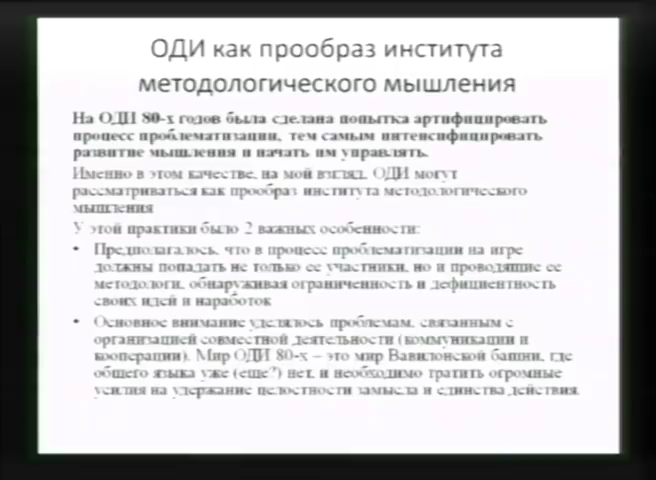 ОДИ как прообраз института
методологического мышления
На ОДИ 80-х годов была сделана попытка артифицировать
процесс проблематизации, тем самым интенсифицировать
развитие мышления и начать им управлять.
Именно в этом качестве, на мой взгляд, ОДИ могут
рассматриваться как прообраз института методологического
мышления
У этой практики было 2 важных особенности:
• Предполагалось, что в процесс проблематизации на игре
должны попадать не только ее участники, но и проводящие ее
методологи, обнаруживая ограниченность и дефициентность
своих идей и наработок
• Основное внимание уделялось проблемам, связанным с
организацией совместной деятельности (коммуникации и
кооперации). Мир ОДИ 80-х – это мир Вавилонской башни, где
общего языка уже (еще?) нет, и необходимо тратить огромные
усилия на удержание целостности замысла и единства действия.